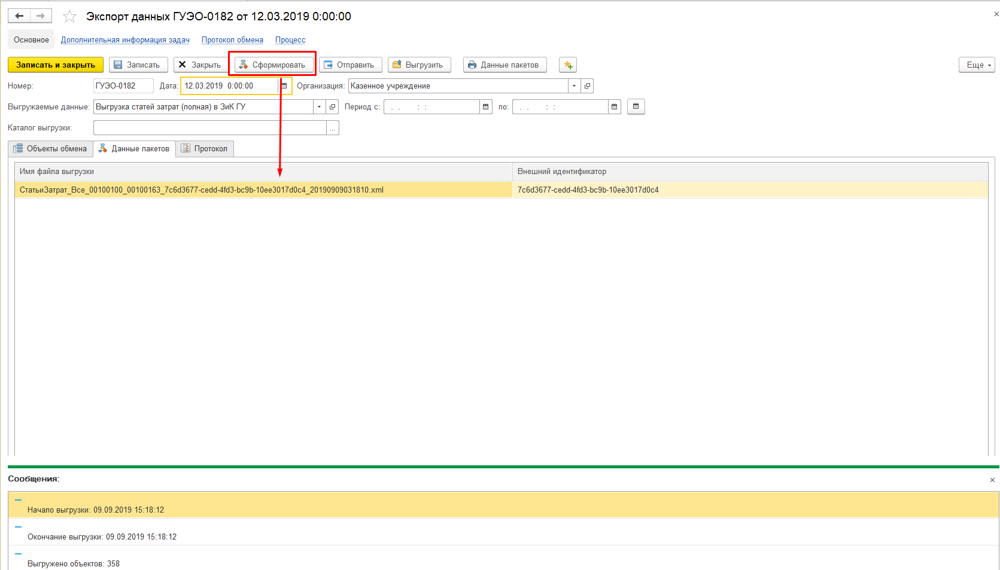 Экспорт данных ГУЭО-0182 от 12.03.2019 0:00:00
Основное Дополнительная информация задач Протокол обмена Процесс
Записать и закрыть Записать Закрыть Сформировать Отправить Выгрузить Данные пакетов Еще
Номер: ГУЭО-0182 Дата: 12.03.2019 0:00:00 Организация: Казенное учреждение
Выгружаемые данные: Выгрузка статей затрат (полная) в ЗиК ГУ Период с: . . : : по: . . : :
Каталог выгрузки: ...
Объекты обмена Данные пакетов Протокол
Имя файла выгрузки Внешний идентификатор
СтатьиЗатрат_Все_00100100_00100163_7c6d3677-cedd-4fd3-bc9b-10ee3017d0c4_20190909031810.xml 7c6d3677-cedd-4fd3-bc9b-10ee3017d0c4
Сообщения:
Начало выгрузки: 09.09.2019 15:18:12
Окончание выгрузки: 09.09.2019 15:18:12
Выгружено объектов: 358